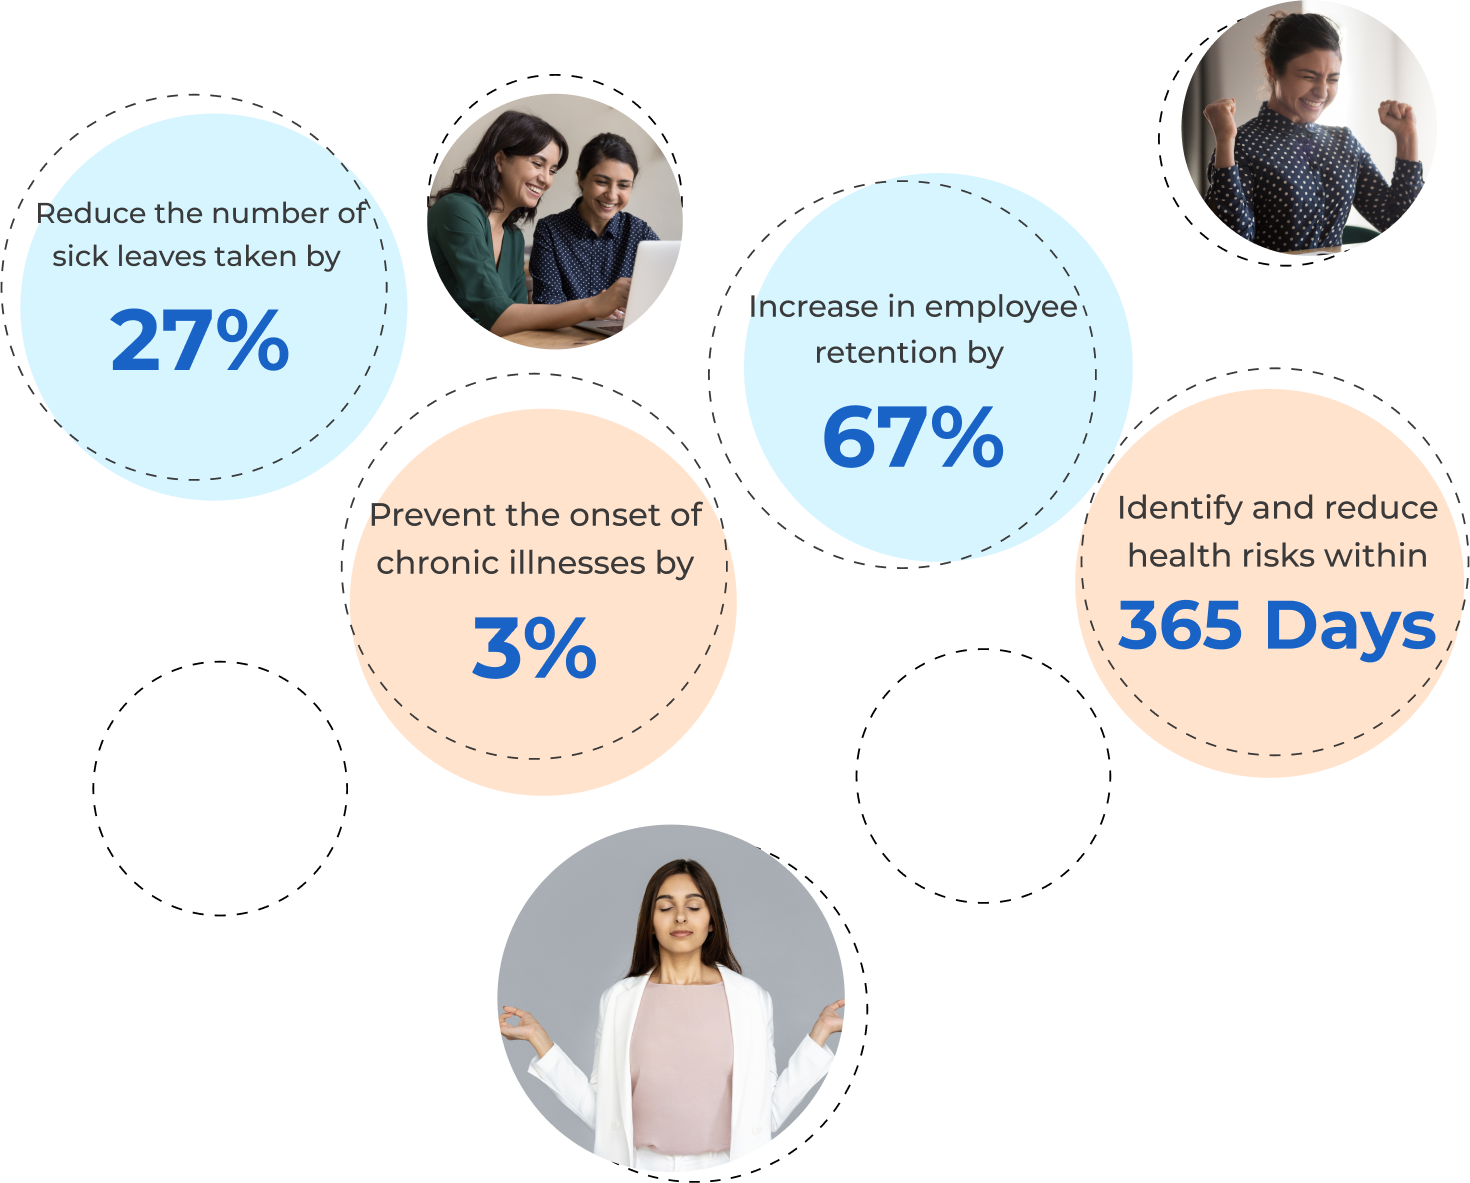 Reduce the number of
sick leaves taken by
27%
Prevent the onset of
chronic illnesses by
3%
Increase in employee
retention by
67%
Identify and reduce
health risks within
365 Days